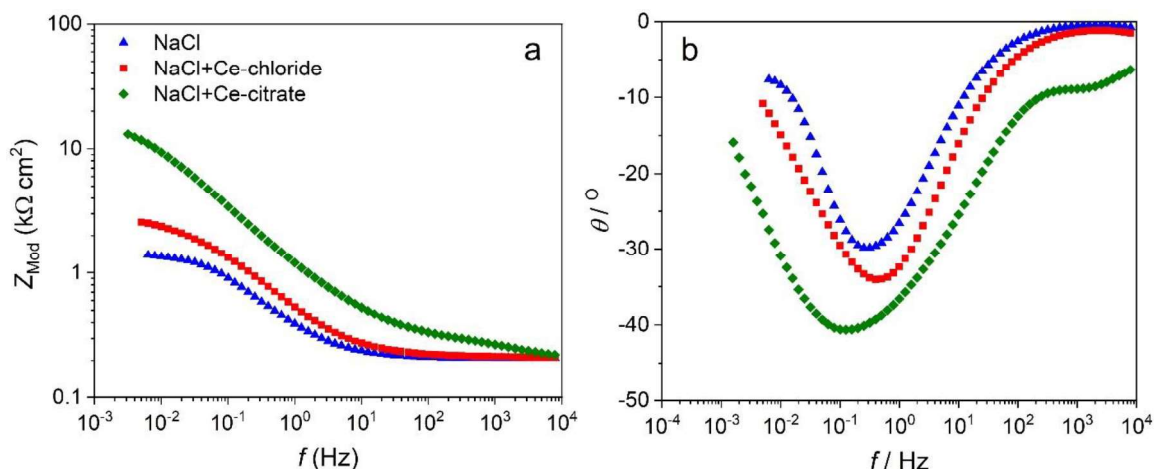 100
10
1
0.1
Z_Mod (kΩ cm²)
a
NaCl
NaCl+Ce-chloride
NaCl+Ce-citrate
10⁻³ 10⁻² 10⁻¹ 10⁰ 10¹ 10² 10³ 10⁴
f (Hz)
0
-10
-20
-30
-40
-50
θ / °
b
10⁻⁴ 10⁻³ 10⁻² 10⁻¹ 10⁰ 10¹ 10² 10³ 10⁴
f / Hz